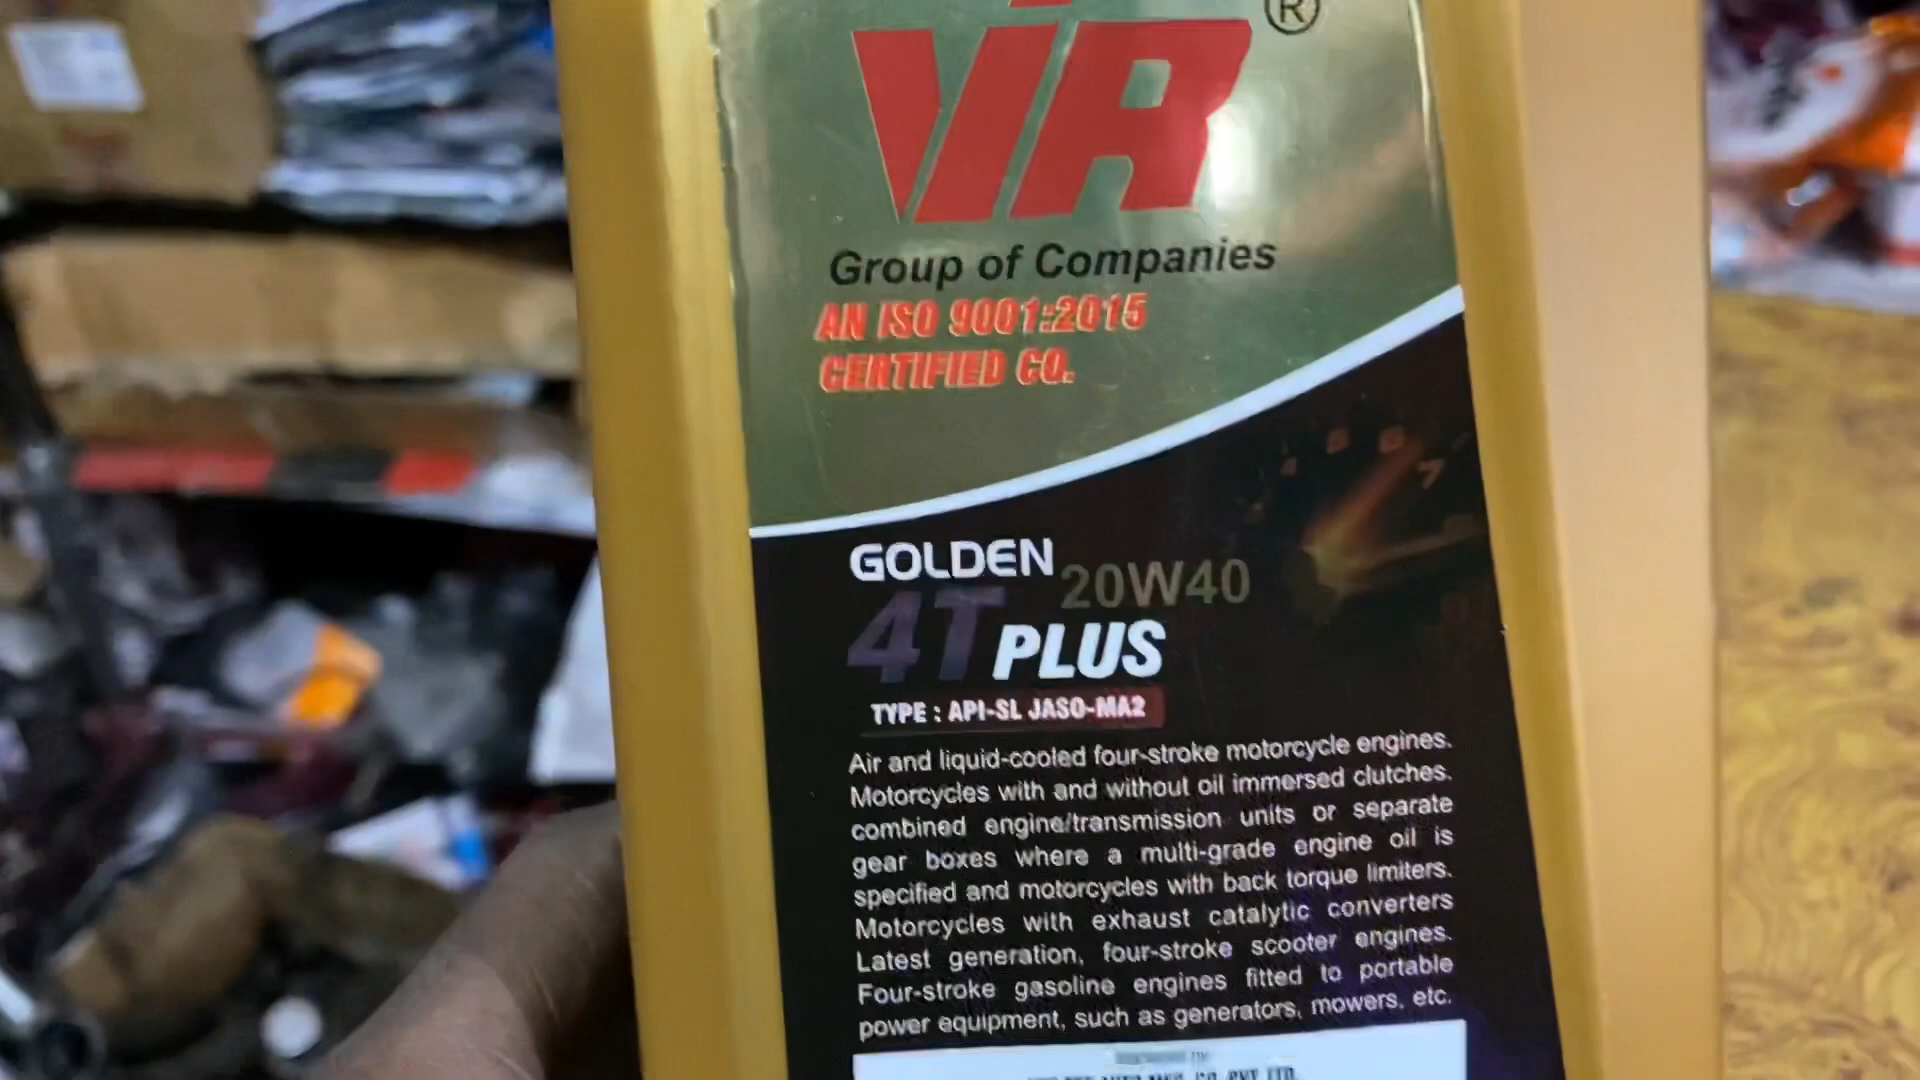 VIR ®
Group of Companies
AN ISO 9001:2015
CERTIFIED CO.
4 5 6 7
GOLDEN
20W40
4T PLUS
TYPE : API-SL JASO-MA2
Air and liquid-cooled four-stroke motorcycle engines.
Motorcycles with and without oil immersed clutches.
combined engine/transmission units or separate
gear boxes where a multi-grade engine oil is
specified and motorcycles with back torque limiters.
Motorcycles with exhaust catalytic converters
Latest generation, four-stroke scooter engines.
Four-stroke gasoline engines fitted to portable
power equipment, such as generators, mowers, etc.